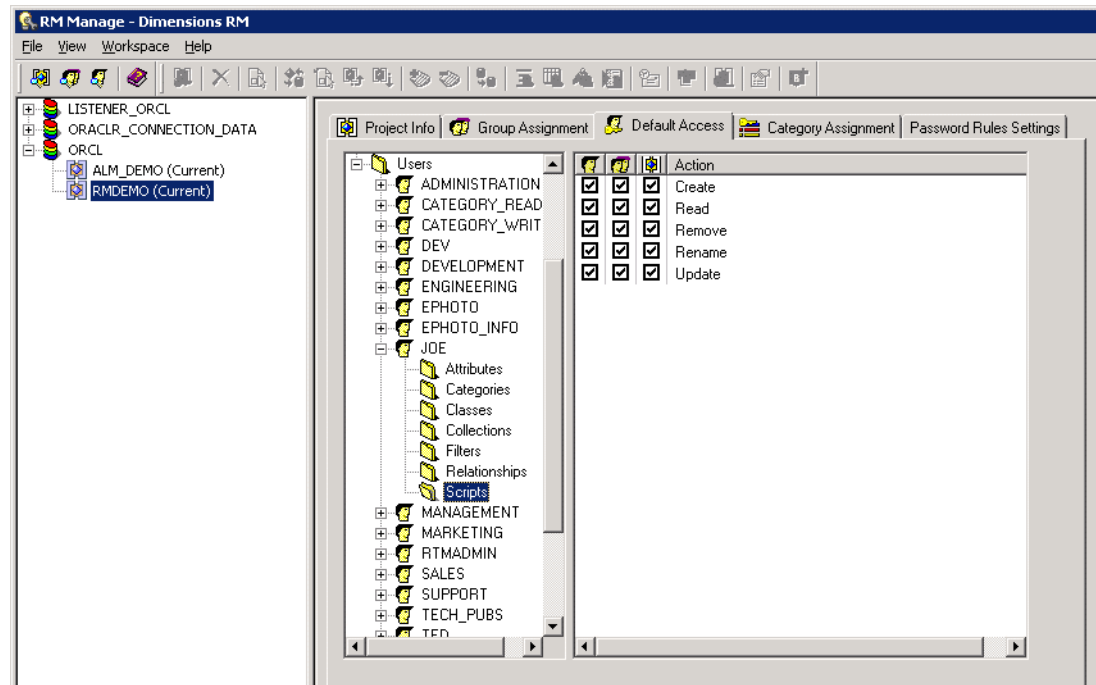 RM Manage - Dimensions RM
File View Workspace Help
LISTENER_ORCL
ORACLR_CONNECTION_DATA
ORCL
ALM_DEMO (Current)
RMDEMO (Current)
Project Info Group Assignment Default Access Category Assignment Password Rules Settings
Users
ADMINISTRATION
CATEGORY_READ
CATEGORY_WRIT
DEV
DEVELOPMENT
ENGINEERING
EPHOTO
EPHOTO_INFO
JOE
Attributes
Categories
Classes
Collections
Filters
Relationships
Scripts
MANAGEMENT
MARKETING
RTMADMIN
SALES
SUPPORT
TECH_PUBS
TED
Action
Create
Read
Remove
Rename
Update